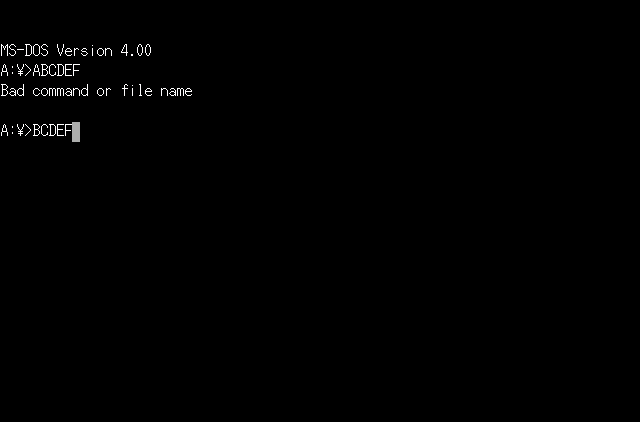 MS-DOS Version 4.00
A:¥>ABCDEF
Bad command or file name
A:¥>BCDEF